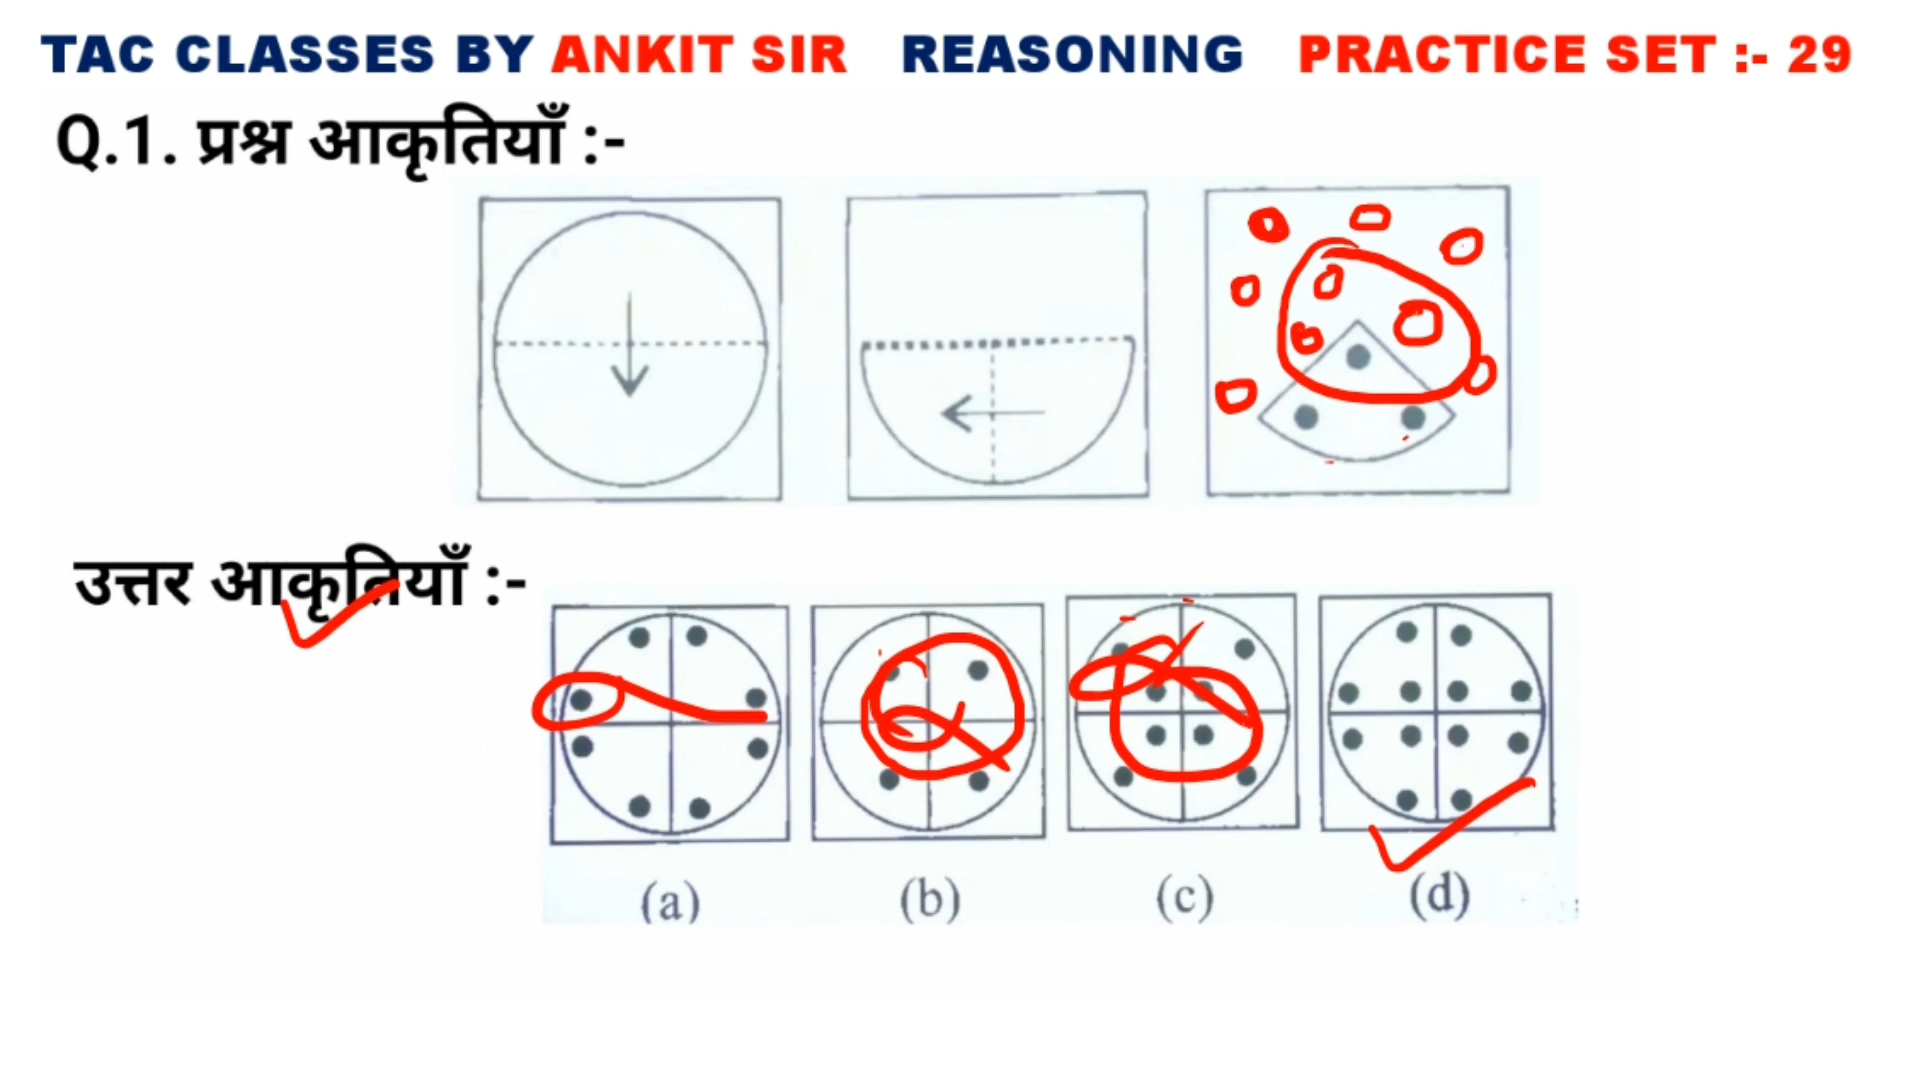 TAC CLASSES BY ANKIT SIR REASONING PRACTICE SET :- 29
Q.1. प्रश्न आकृतियाँ :-
उत्तर आकृतियाँ :-
(a) (b) (c) (d)